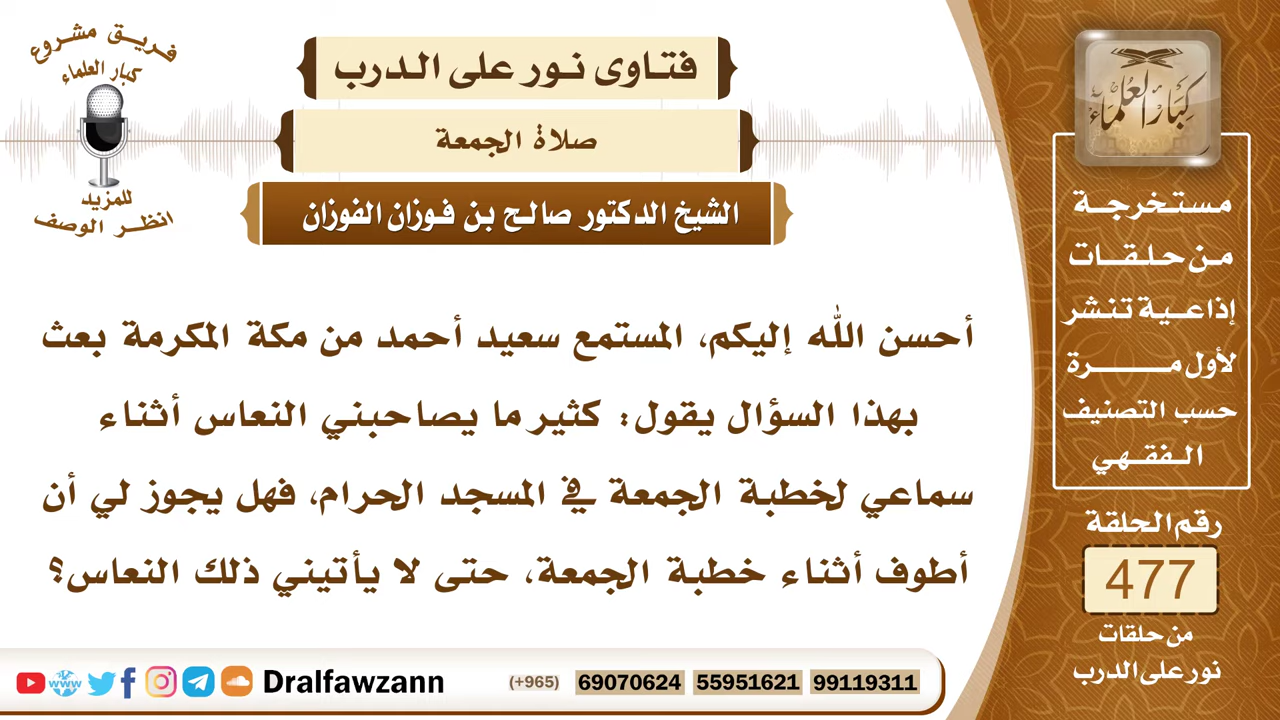 فريق مشروع
كبار العلماء
للمزيد
انظر الوصف
فتاوى نور على الدرب
صلاة الجمعة
الشيخ الدكتور صالح بن فوزان الفوزان
أحسن الله إليكم، المستمع سعيد أحمد من مكة المكرمة بعث
بهذا السؤال يقول: كثير ما يصاحبني النعاس أثناء
سماعي لخطبة الجمعة في المسجد الحرام، فهل يجوز لي أن
أطوف أثناء خطبة الجمعة، حتى لا يأتيني ذلك النعاس؟
كبار العلماء
مستخرجة
من حلقات
إذاعية تنشر
لأول مرة
حسب التصنيف
الفقهي
رقم الحلقة
477
من حلقات
نور على الدرب
www
Dralfawzann
(+965) 69070624 55951621 99119311